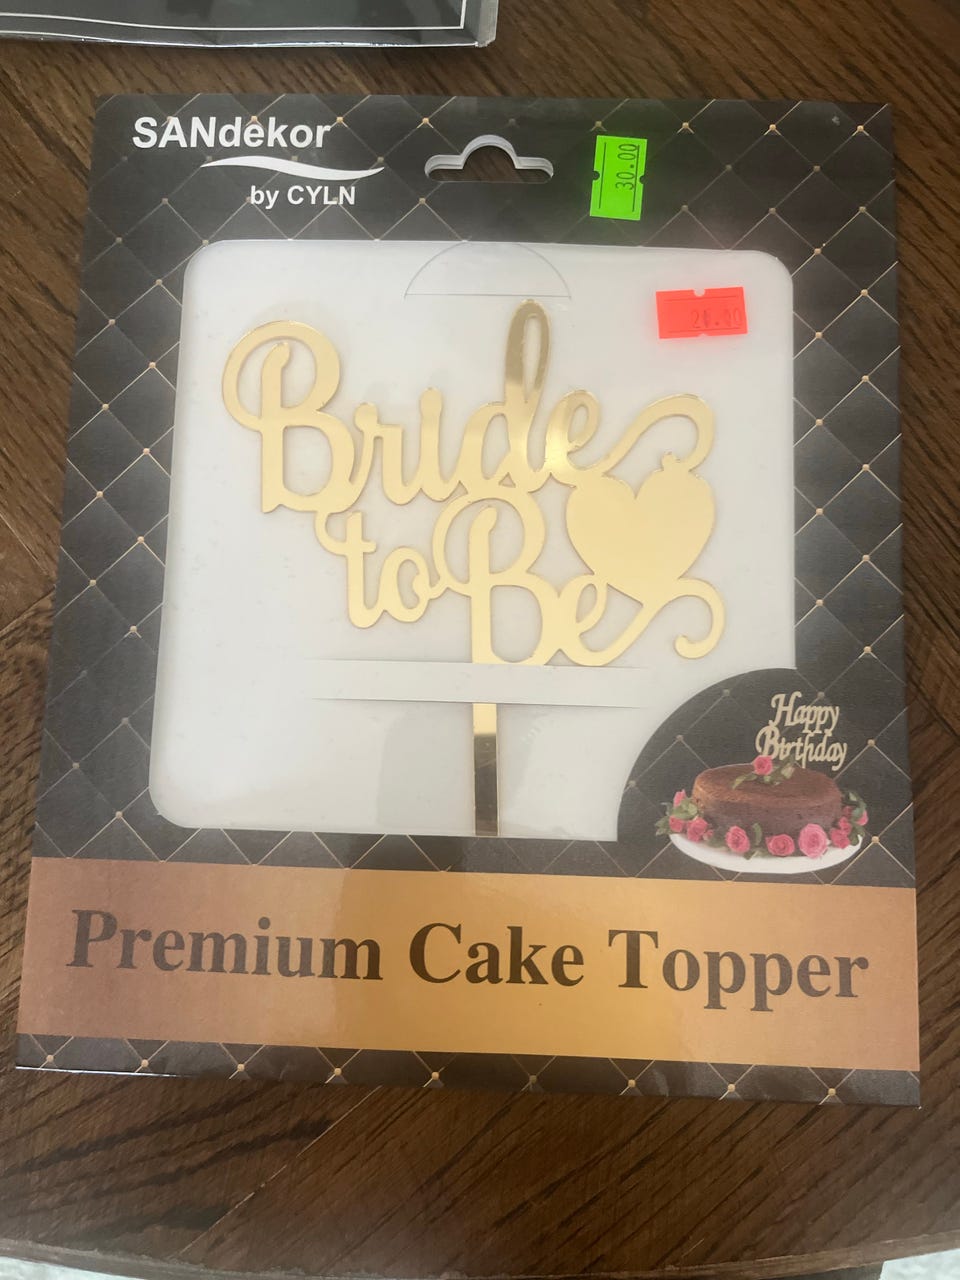 SANdekor
by CYLN
30.00
Bride
to Be
Happy
Birthday
Premium Cake Topper